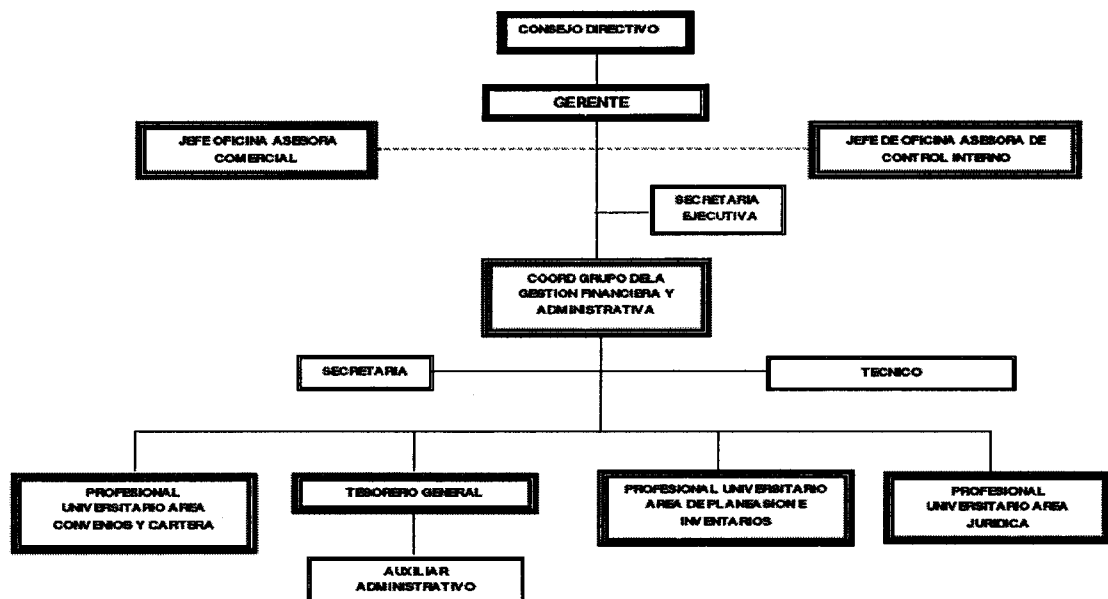 CONSEJO DIRECTIVO
GERENTE
JEFE OFICINA ASESORA
COMERCIAL
JEFE DE OFICINA ASESORA DE
CONTROL INTERNO
SECRETARIA
EJECUTIVA
COORD GRUPO DELA
GESTION FINANCIERA Y
ADMINISTRATIVA
SECRETARIA
TECNICO
PROFESIONAL
UNIVERSITARIO AREA
CONVENIOS Y CARTERA
TESORERO GENERAL
PROFESIONAL UNIVERSITARIO
AREA DE PLANEASION E
INVENTARIOS
PROFESIONAL
UNIVERSITARIO AREA
JURIDICA
AUXILIAR
ADMINISTRATIVO